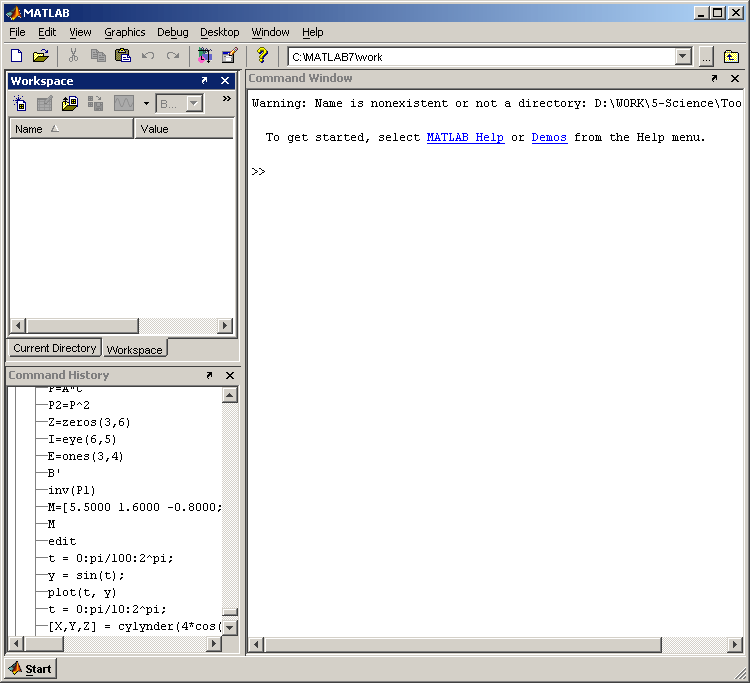 MATLAB
File Edit View Graphics Debug Desktop Window Help
C:\MATLAB7\work ...
Workspace
B...
Name Value
Current Directory Workspace
Command History
P=A*C
P2=P^2
Z=zeros(3,6)
I=eye(6,5)
E=ones(3,4)
B'
inv(P1)
M=[5.5000 1.6000 -0.8000;
M
edit
t = 0:pi/100:2^pi;
y = sin(t);
plot(t, y)
t = 0:pi/10:2^pi;
[X,Y,Z] = cylynder(4*cos(
Command Window
Warning: Name is nonexistent or not a directory: D:\WORK\5-Science\Too
To get started, select MATLAB Help or Demos from the Help menu.
>>
Start